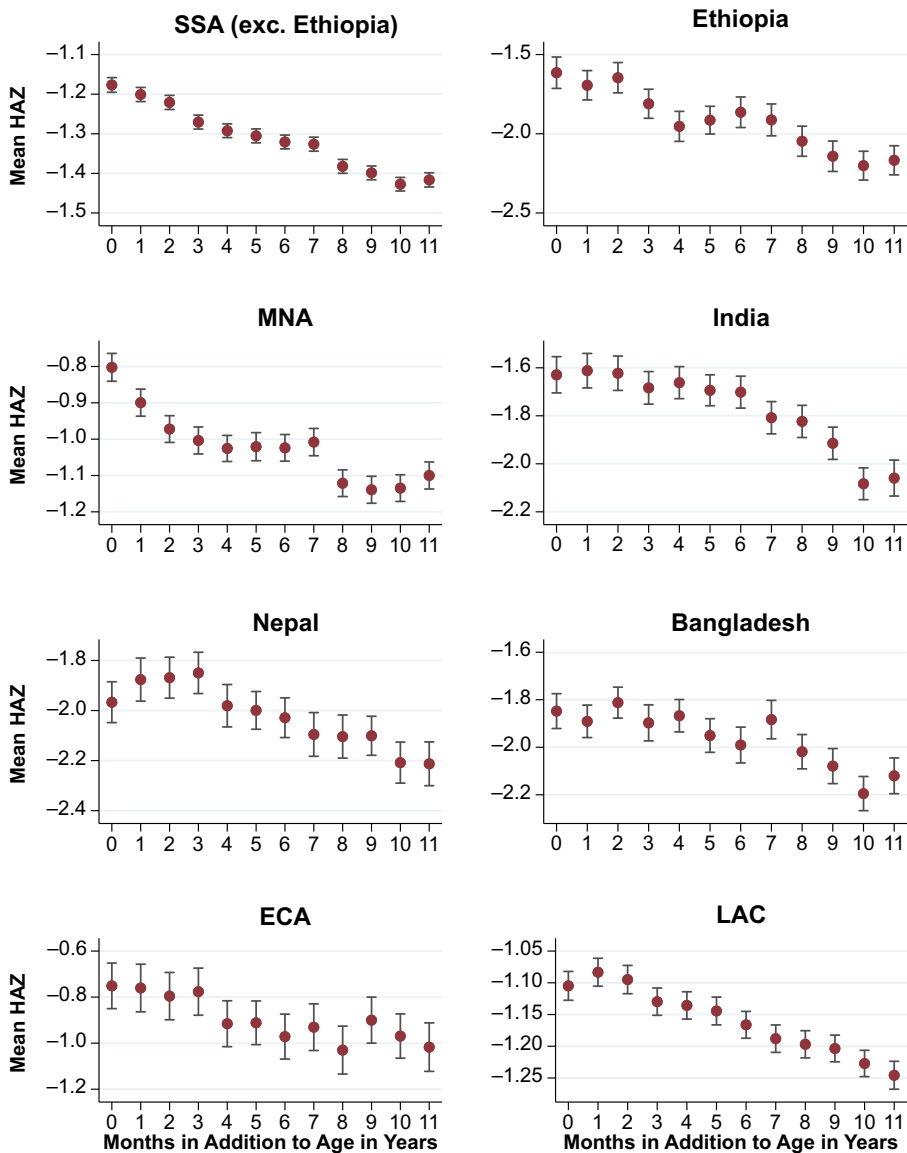 SSA (exc. Ethiopia)
Mean HAZ
−1.1
−1.2
−1.3
−1.4
−1.5
0 1 2 3 4 5 6 7 8 9 10 11
Ethiopia
−1.5
−2.0
−2.5
0 1 2 3 4 5 6 7 8 9 10 11
MNA
Mean HAZ
−0.8
−0.9
−1.0
−1.1
−1.2
0 1 2 3 4 5 6 7 8 9 10 11
India
−1.6
−1.8
−2.0
−2.2
0 1 2 3 4 5 6 7 8 9 10 11
Nepal
Mean HAZ
−1.8
−2.0
−2.2
−2.4
0 1 2 3 4 5 6 7 8 9 10 11
Bangladesh
−1.6
−1.8
−2.0
−2.2
0 1 2 3 4 5 6 7 8 9 10 11
ECA
Mean HAZ
−0.6
−0.8
−1.0
−1.2
0 1 2 3 4 5 6 7 8 9 10 11
Months in Addition to Age in Years
LAC
−1.05
−1.10
−1.15
−1.20
−1.25
0 1 2 3 4 5 6 7 8 9 10 11
Months in Addition to Age in Years